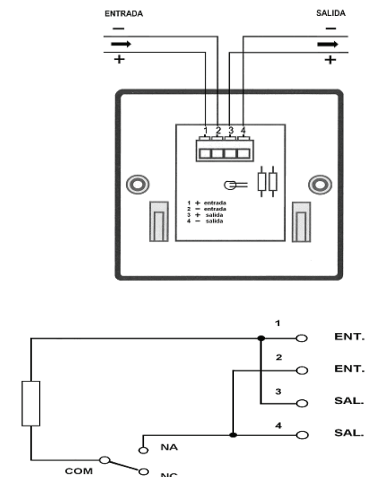 ENTRADA SALIDA
− −
+ +
1 2 3 4
1 + entrada
2 − entrada
3 + salida
4 − salida
1 ENT.
2 ENT.
3 SAL.
4 SAL.
NA
COM
NC